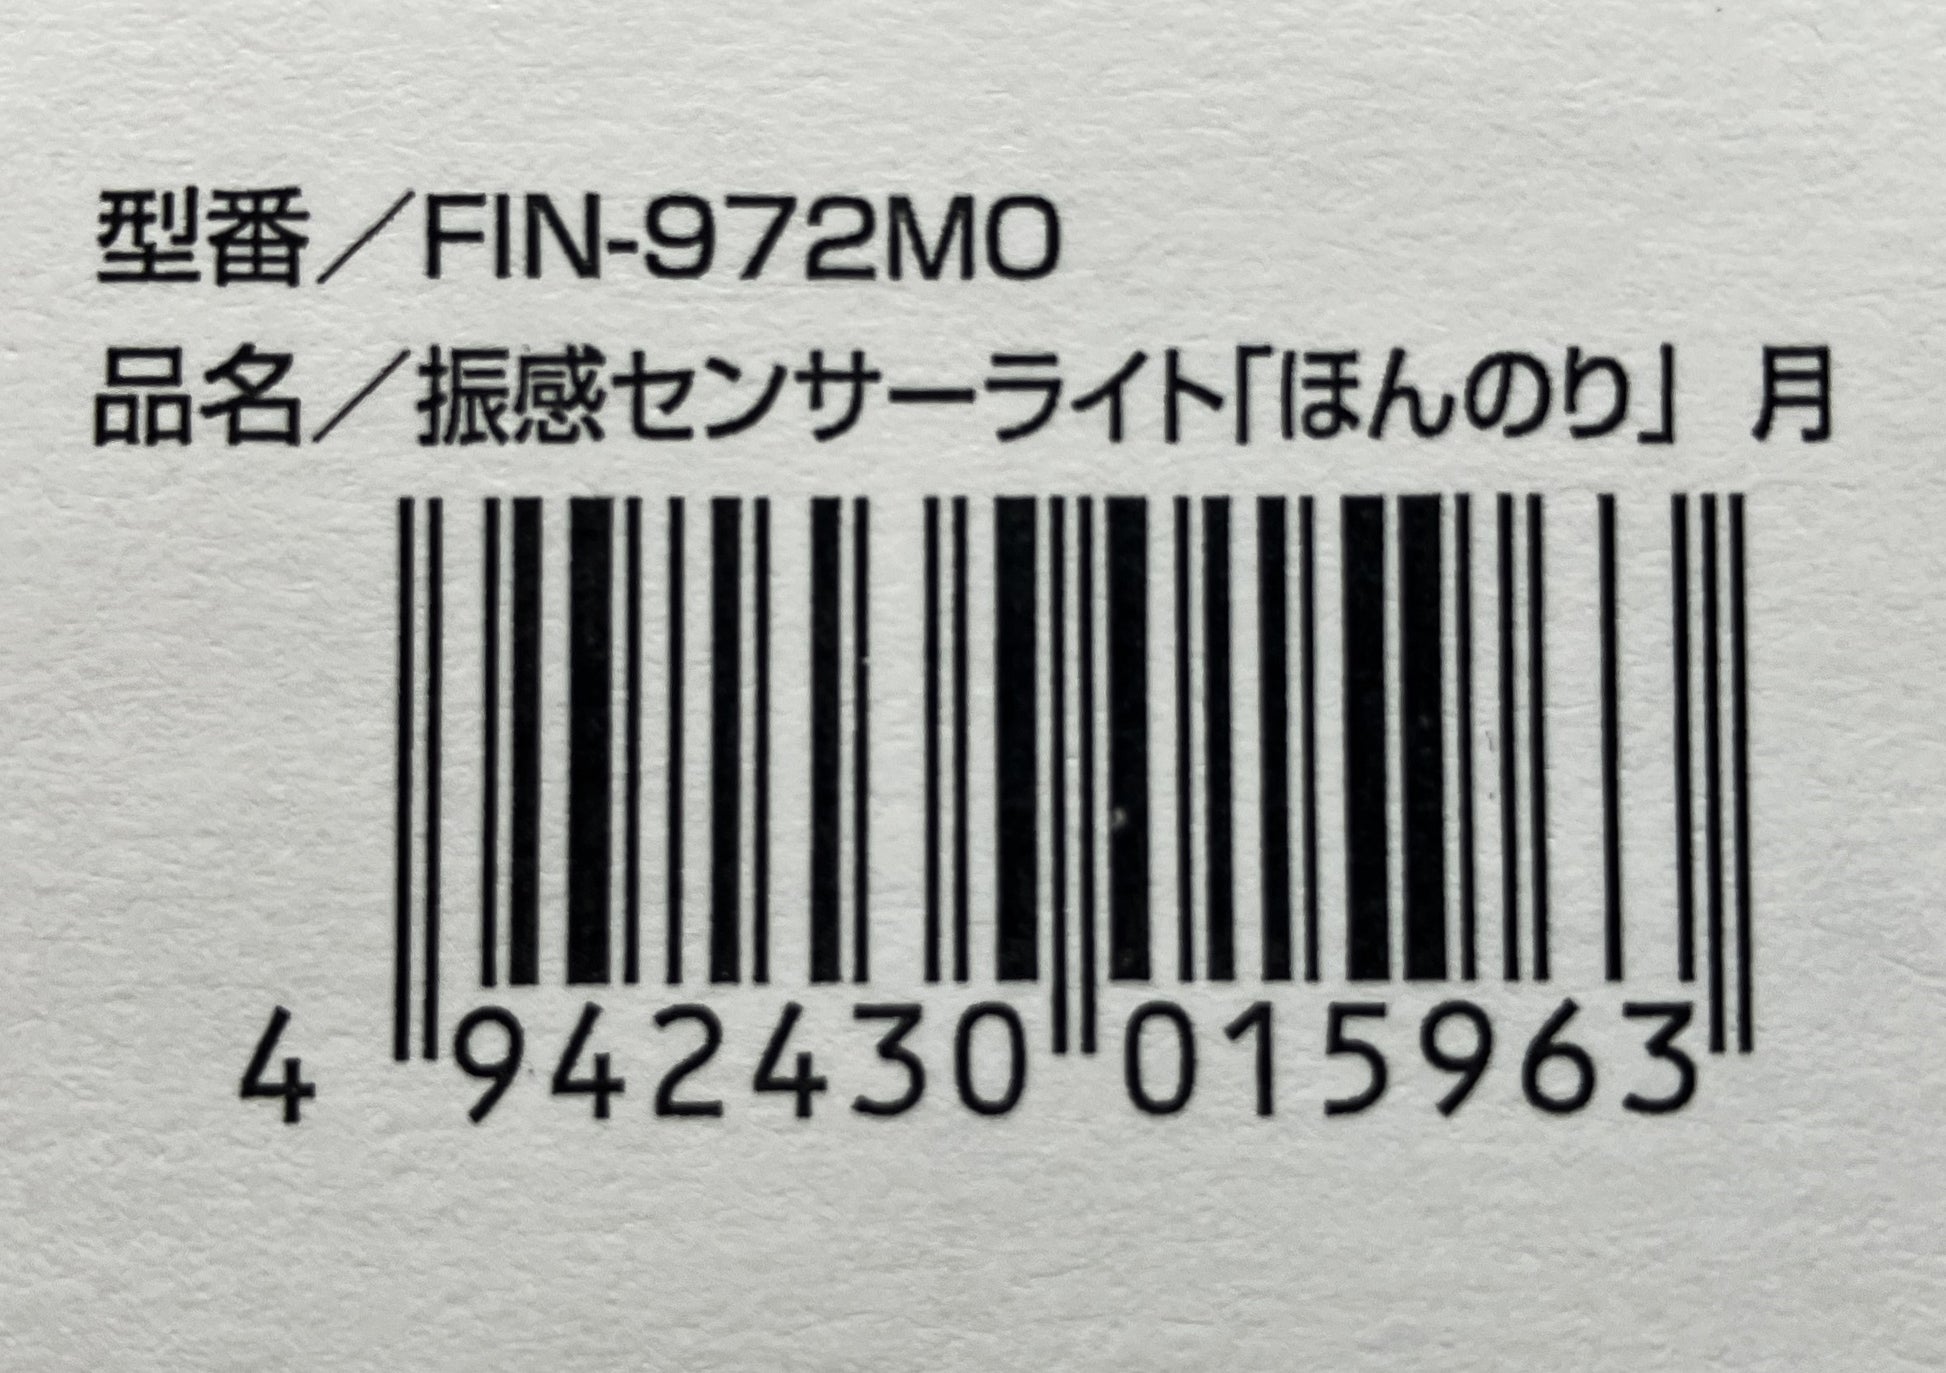 型番／FIN-972MO
品名／振感センサーライト「ほんのり」 月
4 942430 015963